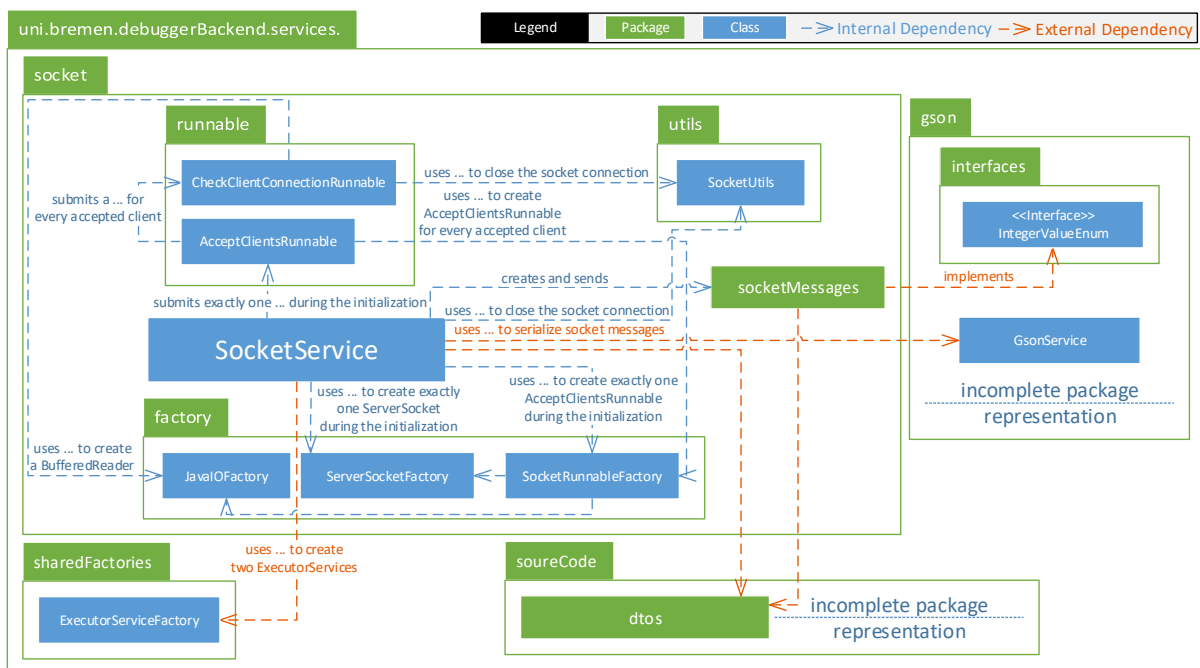 uni.bremen.debuggerBackend.services.
Legend
Package
Class
Internal Dependency
External Dependency
socket
runnable
utils
gson
interfaces
CheckClientConnectionRunnable
uses ... to close the socket connection
SocketUtils
submits a ... for
every accepted client
uses ... to create
AcceptClientsRunnable
for every accepted client
AcceptClientsRunnable
<<Interface>>
IntegerValueEnum
creates and sends
socketMessages
implements
submits exactly one ... during the initialization
uses ... to close the socket connection
uses ... to serialize socket messages
SocketService
GsonService
uses ... to create exactly
one ServerSocket
during the initialization
uses ... to create exactly one
AcceptClientsRunnable
during the initialization
incomplete package
representation
factory
uses ... to create
a BufferedReader
JavaIOFactory
ServerSocketFactory
SocketRunnableFactory
sharedFactories
uses ... to create
two ExecutorServices
soureCode
ExecutorServiceFactory
dtos
incomplete package
representation